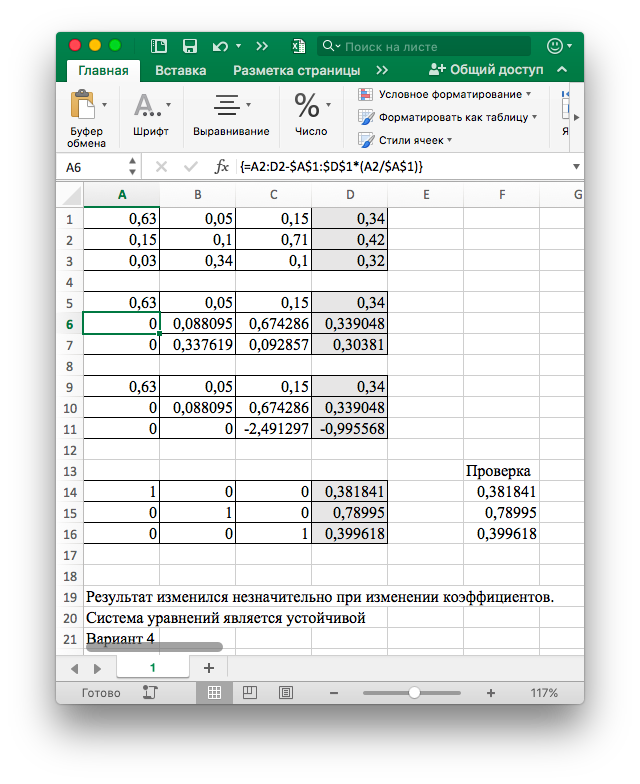 Поиск на листе
Главная Вставка Разметка страницы >> Общий доступ
Буфер обмена
Шрифт
Выравнивание
% Число
Условное форматирование
Форматировать как таблицу
Стили ячеек
Я
A6 fx {=A2:D2-$A$1:$D$1*(A2/$A$1)}
A B C D E F G
1 0,63 0,05 0,15 0,34
2 0,15 0,1 0,71 0,42
3 0,03 0,34 0,1 0,32
4
5 0,63 0,05 0,15 0,34
6 0 0,088095 0,674286 0,339048
7 0 0,337619 0,092857 0,30381
8
9 0,63 0,05 0,15 0,34
10 0 0,088095 0,674286 0,339048
11 0 0 -2,491297 -0,995568
12
13 Проверка
14 1 0 0 0,381841 0,381841
15 0 1 0 0,78995 0,78995
16 0 0 1 0,399618 0,399618
17
18
19 Результат изменился незначительно при изменении коэффициентов.
20 Система уравнений является устойчивой
21 Вариант 4
1 +
Готово − + 117%